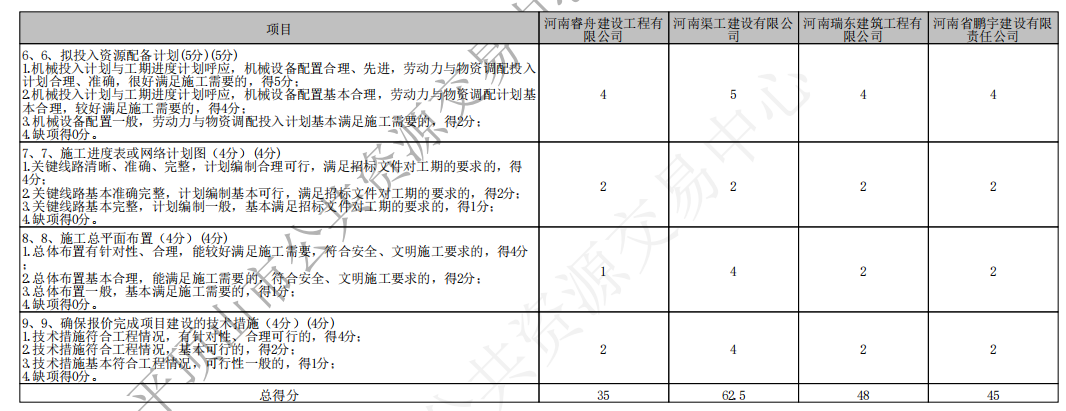 项目
河南睿舟建设工程有限公司
河南渠工建设有限公司
河南瑞东建筑工程有限公司
河南省鹏宇建设有限责任公司
6、6、拟投入资源配备计划(5分)(5分)
1.机械投入计划与工期进度计划呼应，机械设备配置合理、先进，劳动力与物资调配投入
计划合理、准确，很好满足施工需要的，得5分；
2.机械投入计划与工期进度计划呼应，机械设备配置基本合理，劳动力与物资调配计划基
本合理，较好满足施工需要的，得4分；
3.机械设备配置一般，劳动力与物资调配投入计划基本满足施工需要的，得2分；
4.缺项得0分。
4
5
4
4
7、7、施工进度表或网络计划图（4分）(4分)
1.关键线路清晰、准确、完整，计划编制合理可行，满足招标文件对工期的要求的，得
4分；
2.关键线路基本准确完整，计划编制基本可行，满足招标文件对工期的要求的，得2分；
3.关键线路基本完整，计划编制一般，基本满足招标文件对工期的要求的，得1分；
4.缺项得0分。
2
2
2
2
8、8、施工总平面布置（4分）(4分)
1.总体布置有针对性、合理，能较好满足施工需要，符合安全、文明施工要求的，得4分
；
2.总体布置基本合理，能满足施工需要的，符合安全、文明施工要求的，得2分；
3.总体布置一般，基本满足施工需要的，得1分；
4.缺项得0分。
1
4
2
2
9、9、确保报价完成项目建设的技术措施（4分）(4分)
1.技术措施符合工程情况，有针对性、合理可行的，得4分；
2.技术措施符合工程情况，基本可行的，得2分；
3.技术措施基本符合工程情况，可行性一般的，得1分；
4.缺项得0分。
2
4
2
2
总得分
35
62.5
48
45
平顶山市公共资源交易中心
公共资源交易中心